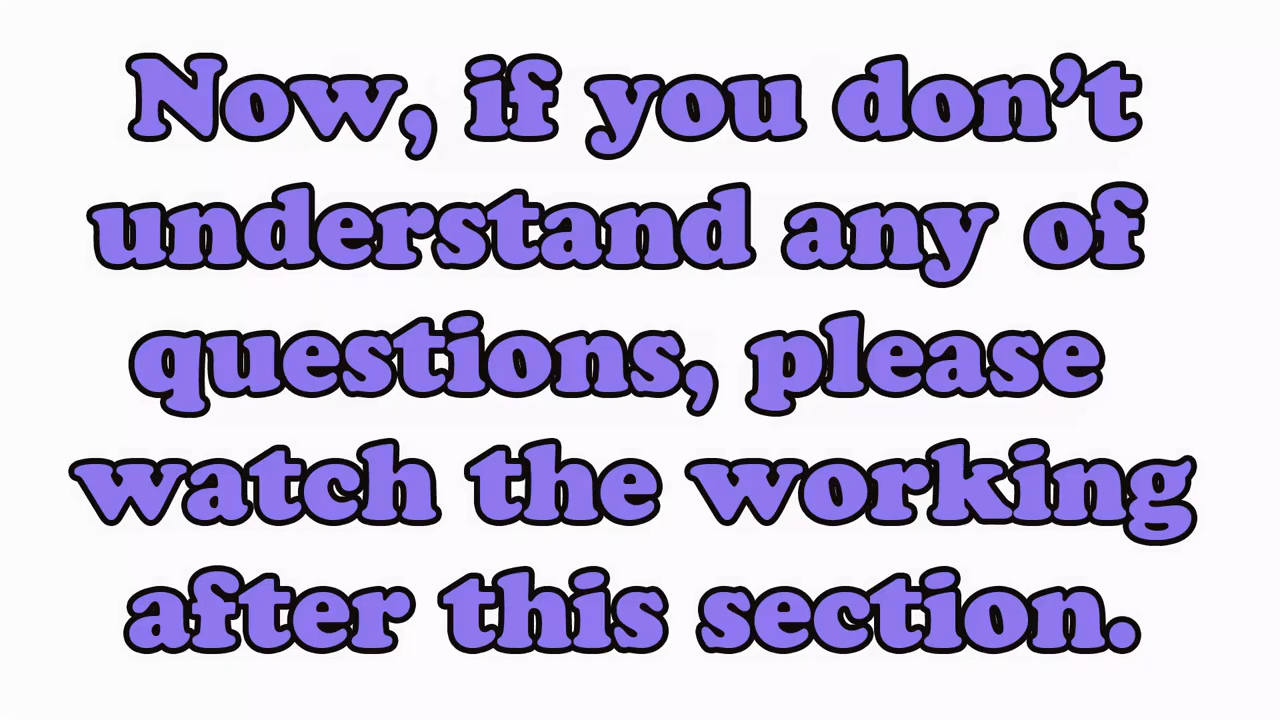 Now, if you don’t
understand any of
questions, please
watch the working
after this section.